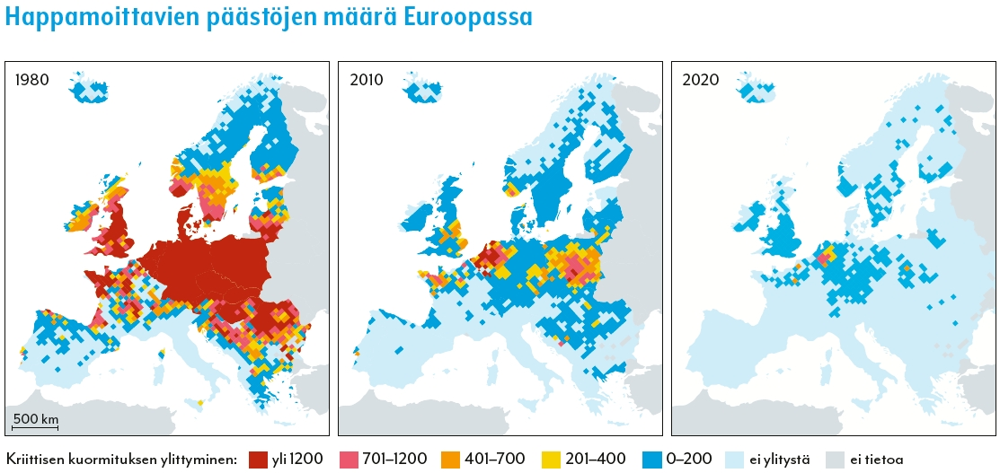 Happamoittavien päästöjen määrä Euroopassa
1980
2010
2020
500 km
Kriittisen kuormituksen ylittyminen: yli 1200 701–1200 401–700 201–400 0–200 ei ylitystä ei tietoa